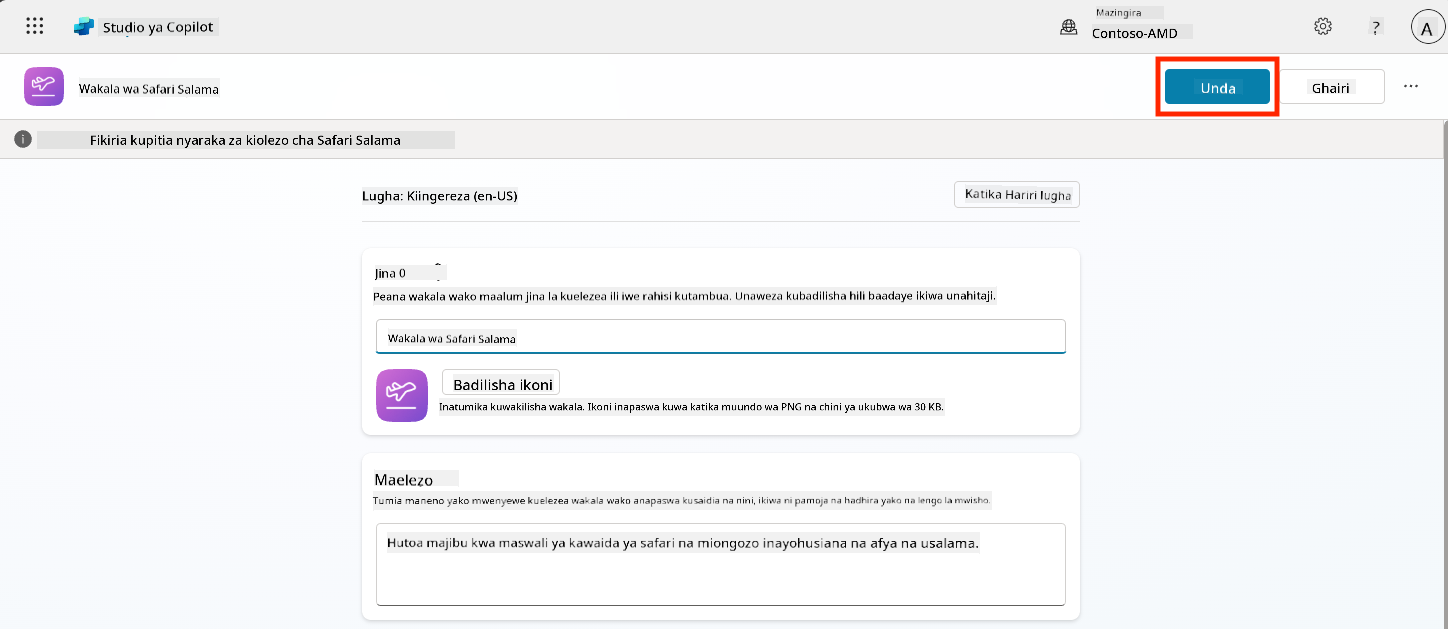 Studio ya Copilot
Mazingira
Contoso-AMD
?
A
Wakala wa Safari Salama
Unda
Ghairi
...
Fikiria kupitia nyaraka za kiolezo cha Safari Salama
Lugha: Kiingereza (en-US)
Katika Hariri lugha
Jina 0
Peana wakala wako maalum jina la kuelezea ili iwe rahisi kutambua. Unaweza kubadilisha hili baadaye ikiwa unahitaji.
Wakala wa Safari Salama
Badilisha ikoni
Inatumika kuwakilisha wakala. Ikoni inapaswa kuwa katika muundo wa PNG na chini ya ukubwa wa 30 KB.
Maelezo
Tumia maneno yako mwenyewe kuelezea wakala wako anapaswa kusaidia na nini, ikiwa ni pamoja na hadhira yako na lengo la mwisho.
Hutoa majibu kwa maswali ya kawaida ya safari na miongozo inayohusiana na afya na usalama.